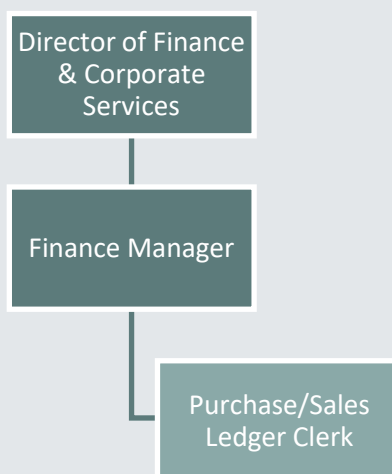 Director of Finance
& Corporate
Services
Finance Manager
Purchase/Sales
Ledger Clerk